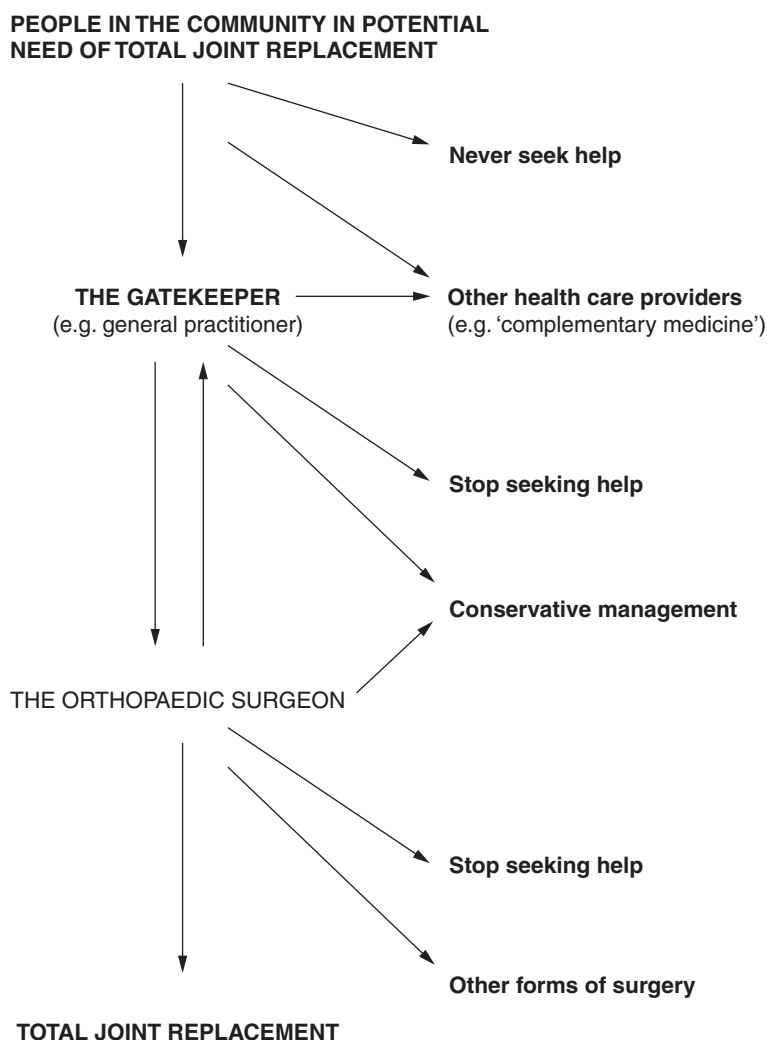 PEOPLE IN THE COMMUNITY IN POTENTIAL
NEED OF TOTAL JOINT REPLACEMENT
Never seek help
THE GATEKEEPER
(e.g. general practitioner)
Other health care providers
(e.g. ‘complementary medicine’)
Stop seeking help
Conservative management
THE ORTHOPAEDIC SURGEON
Stop seeking help
Other forms of surgery
TOTAL JOINT REPLACEMENT